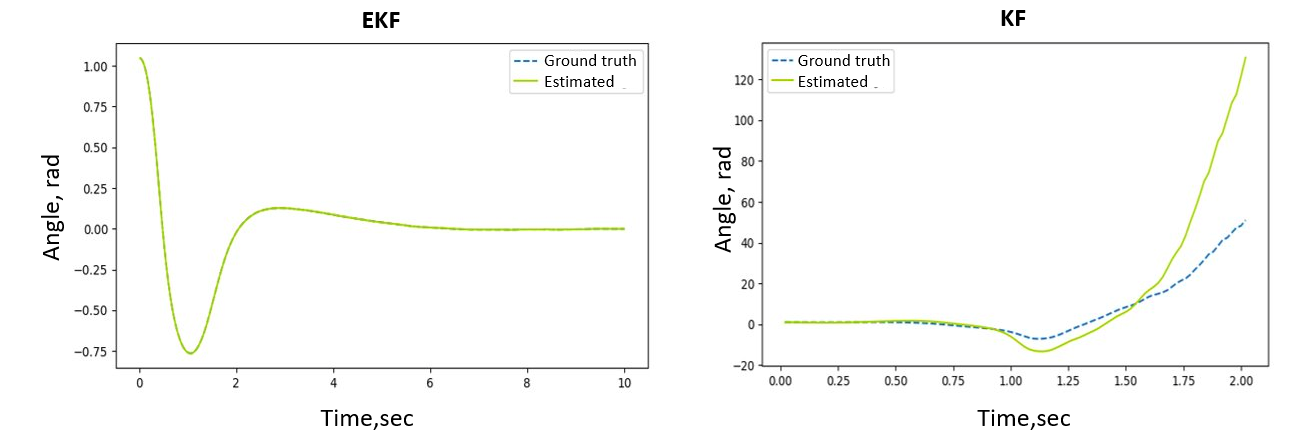 EKF
1.00
0.75
0.50
0.25
0.00
−0.25
−0.50
−0.75
Angle, rad
Ground truth
Estimated
0 2 4 6 8 10
Time,sec
KF
120
100
80
60
40
20
0
−20
Angle, rad
Ground truth
Estimated
0.00 0.25 0.50 0.75 1.00 1.25 1.50 1.75 2.00
Time,sec